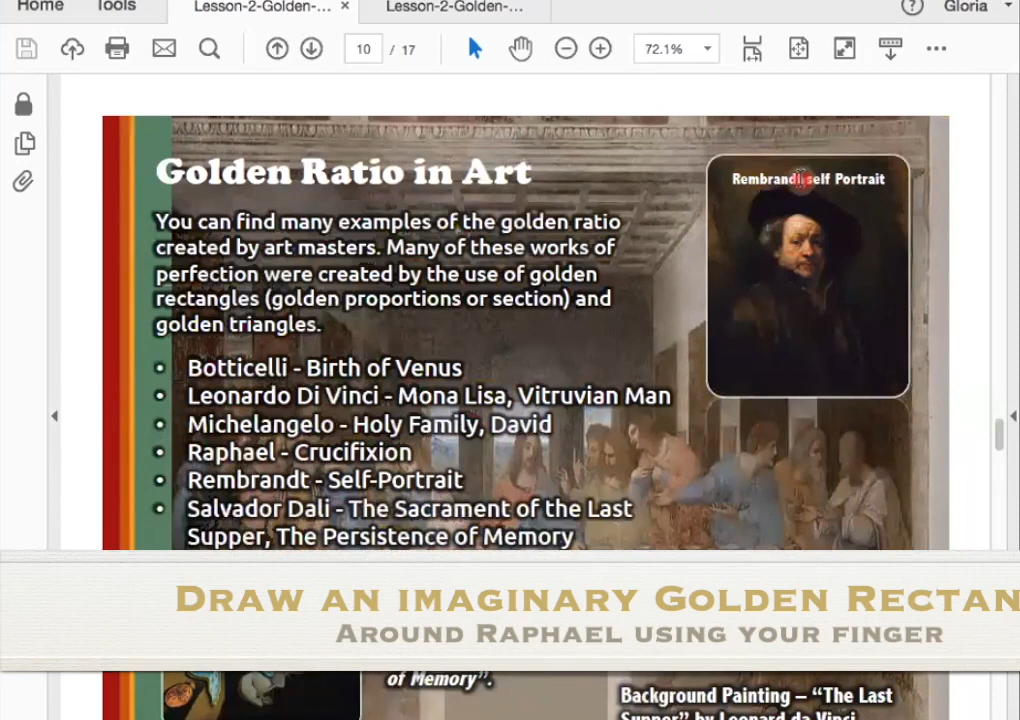 Home Tools Lesson-2-Golden-... × Lesson-2-Golden-... ? Gloria
10 / 17 72.1%
Golden Ratio in Art
You can find many examples of the golden ratio
created by art masters. Many of these works of
perfection were created by the use of golden
rectangles (golden proportions or section) and
golden triangles.
• Botticelli - Birth of Venus
• Leonardo Di Vinci - Mona Lisa, Vitruvian Man
• Michelangelo - Holy Family, David
• Raphael - Crucifixion
• Rembrandt - Self-Portrait
• Salvador Dali - The Sacrament of the Last
Supper, The Persistence of Memory
Rembrandt self Portrait
Draw an imaginary Golden Rectan
Around Raphael using your finger
of Memory".
Background Painting – "The Last
Supper" by Leonard da Vinci